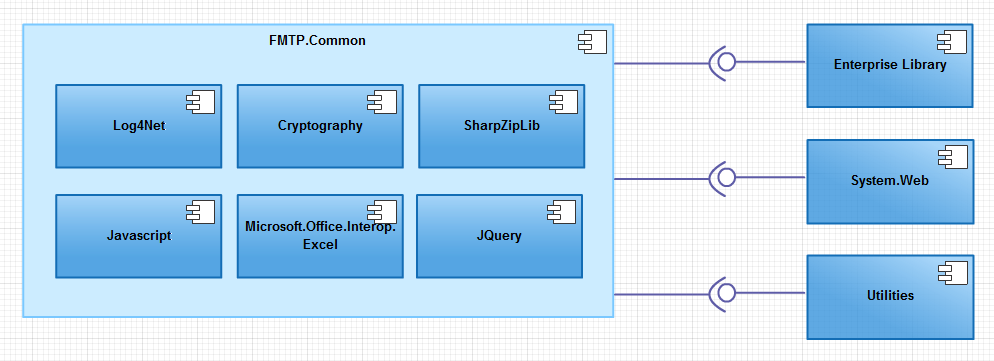 FMTP.Common
Enterprise Library
Log4Net
Cryptography
SharpZipLib
System.Web
Javascript
Microsoft.Office.Interop.
Excel
JQuery
Utilities